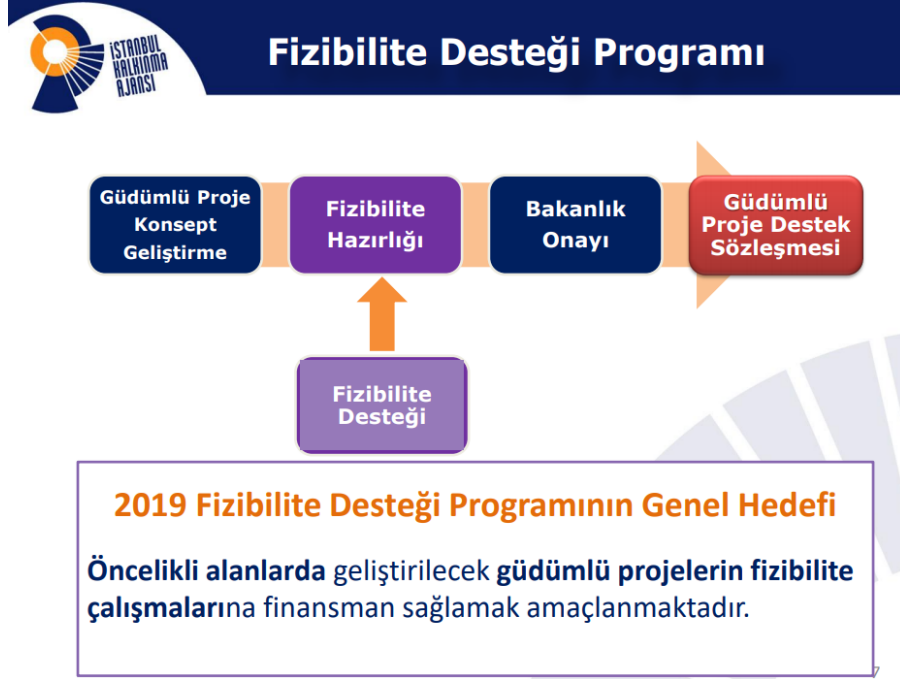 İSTANBUL
KALKINMA
AJANSI
Fizibilite Desteği Programı
Güdümlü Proje
Konsept
Geliştirme
Fizibilite
Hazırlığı
Bakanlık
Onayı
Güdümlü
Proje Destek
Sözleşmesi
Fizibilite
Desteği
2019 Fizibilite Desteği Programının Genel Hedefi
Öncelikli alanlarda geliştirilecek güdümlü projelerin fizibilite
çalışmalarına finansman sağlamak amaçlanmaktadır.
7